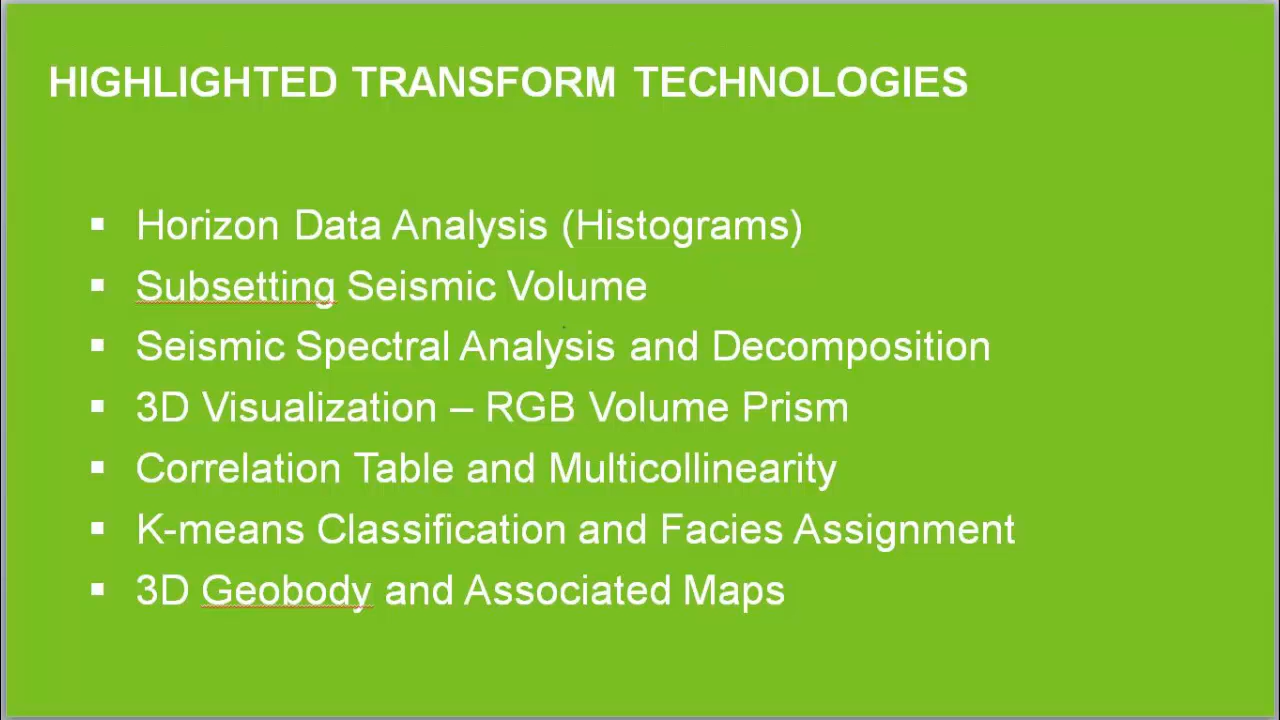 HIGHLIGHTED TRANSFORM TECHNOLOGIES
▪ Horizon Data Analysis (Histograms)
▪ Subsetting Seismic Volume
▪ Seismic Spectral Analysis and Decomposition
▪ 3D Visualization – RGB Volume Prism
▪ Correlation Table and Multicollinearity
▪ K-means Classification and Facies Assignment
▪ 3D Geobody and Associated Maps